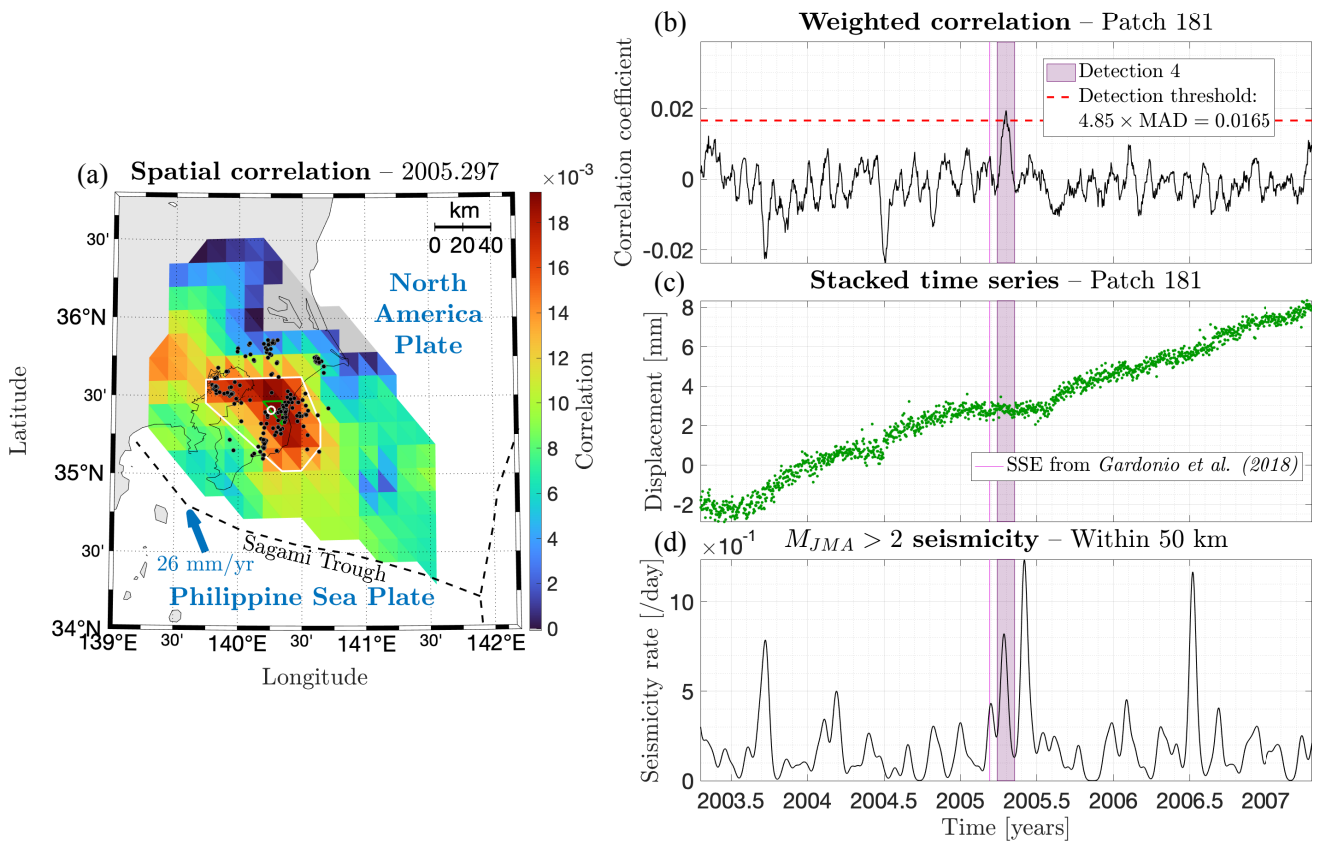 (a) Spatial correlation – 2005.297
×10⁻³
km
0 20 40
30'
36°N
30'
35°N
30'
34°N
139°E
30'
140°E
30'
141°E
30'
142°E
Latitude
Longitude
North
America
Plate
26 mm/yr
Sagami Trough
Philippine Sea Plate
18
16
14
12
10
8
6
4
2
0
Correlation
(b) Weighted correlation – Patch 181
Correlation coefficient
0.02
0
-0.02
Detection 4
Detection threshold:
4.85 × MAD = 0.0165
(c) Stacked time series – Patch 181
Displacement [mm]
8
6
4
2
0
-2
SSE from Gardonio et al. (2018)
(d) ×10⁻¹ M_JMA > 2 seismicity – Within 50 km
Seismicity rate [/day]
10
5
0
2003.5 2004 2004.5 2005 2005.5 2006 2006.5 2007
Time [years]